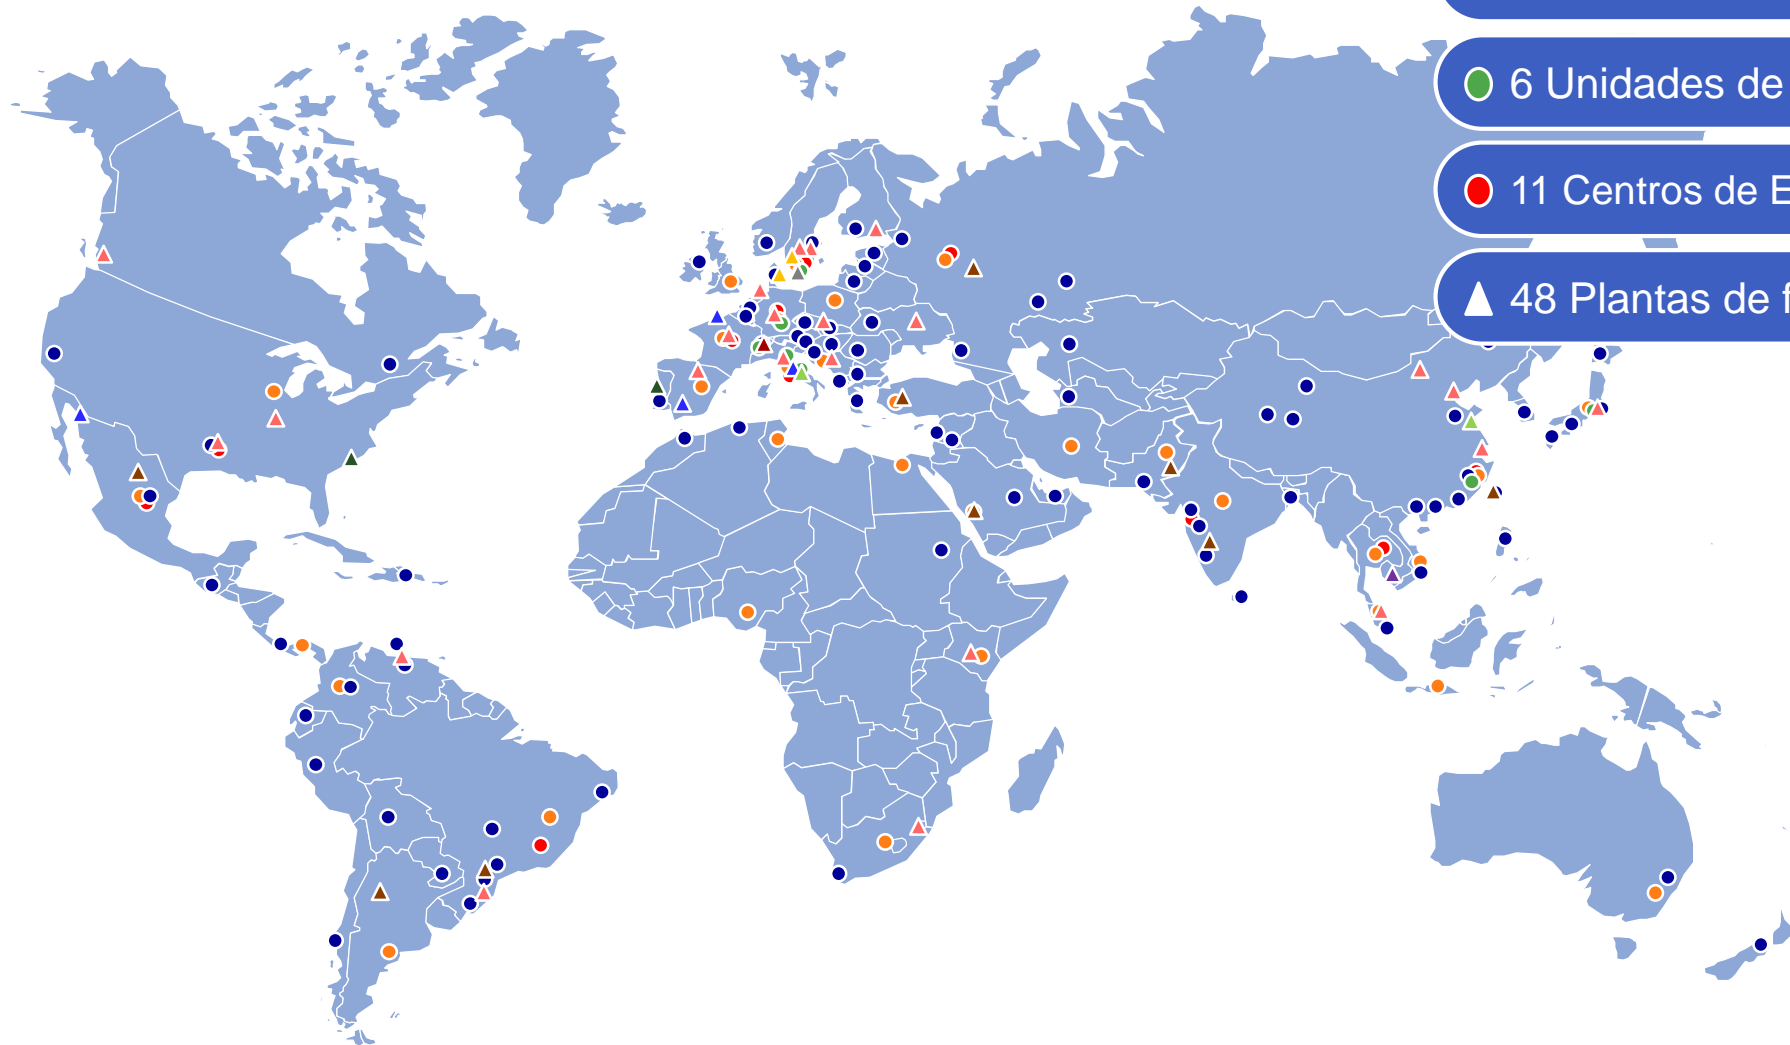 6 Unidades de
11 Centros de E
48 Plantas de f